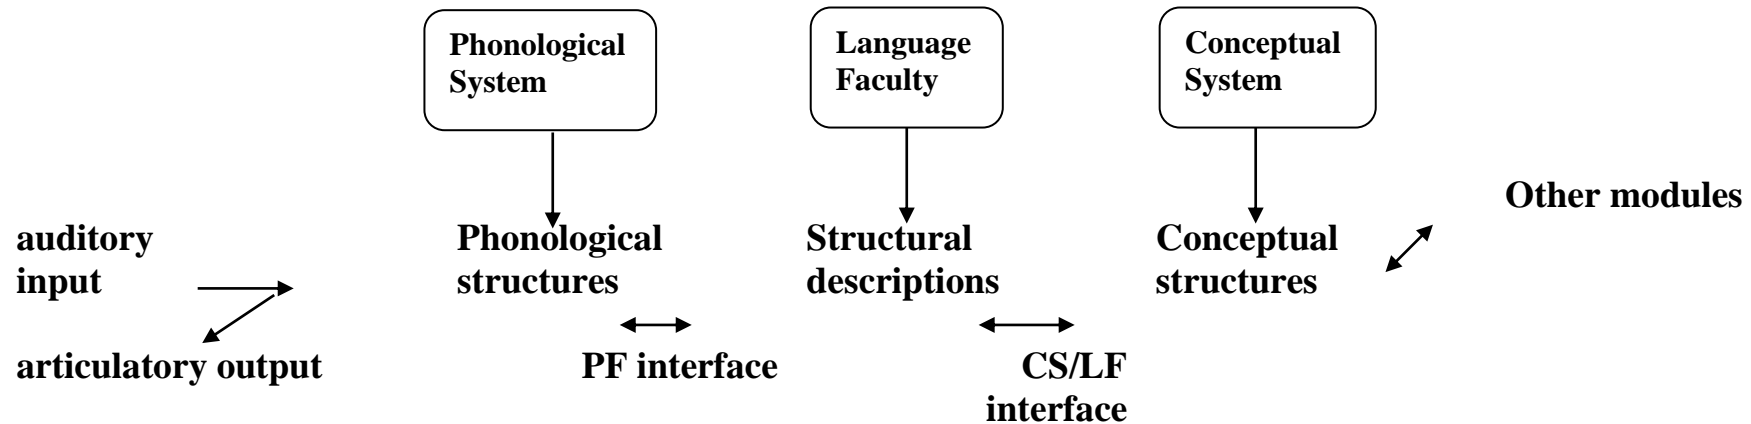 Phonological
System
Language
Faculty
Conceptual
System
Other modules
auditory
input
Phonological
structures
Structural
descriptions
Conceptual
structures
articulatory output
PF interface
CS/LF
interface